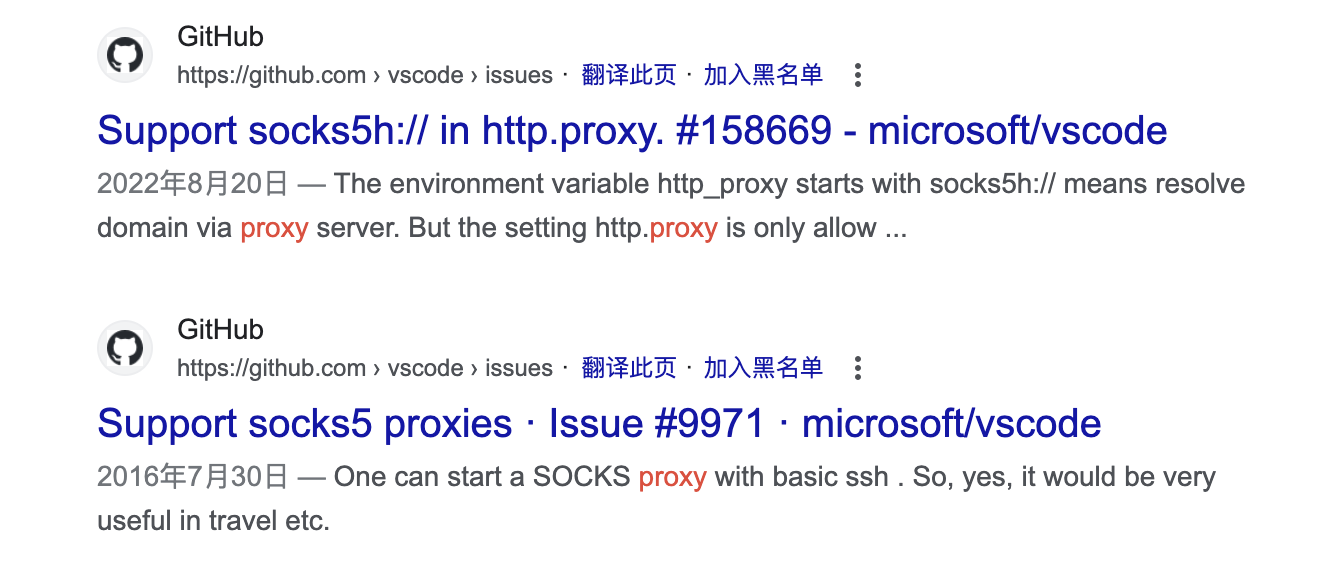 GitHub
https://github.com › vscode › issues · 翻译此页 · 加入黑名单
Support socks5h:// in http.proxy. #158669 - microsoft/vscode
2022年8月20日 — The environment variable http_proxy starts with socks5h:// means resolve
domain via proxy server. But the setting http.proxy is only allow ...
GitHub
https://github.com › vscode › issues · 翻译此页 · 加入黑名单
Support socks5 proxies · Issue #9971 · microsoft/vscode
2016年7月30日 — One can start a SOCKS proxy with basic ssh . So, yes, it would be very
useful in travel etc.